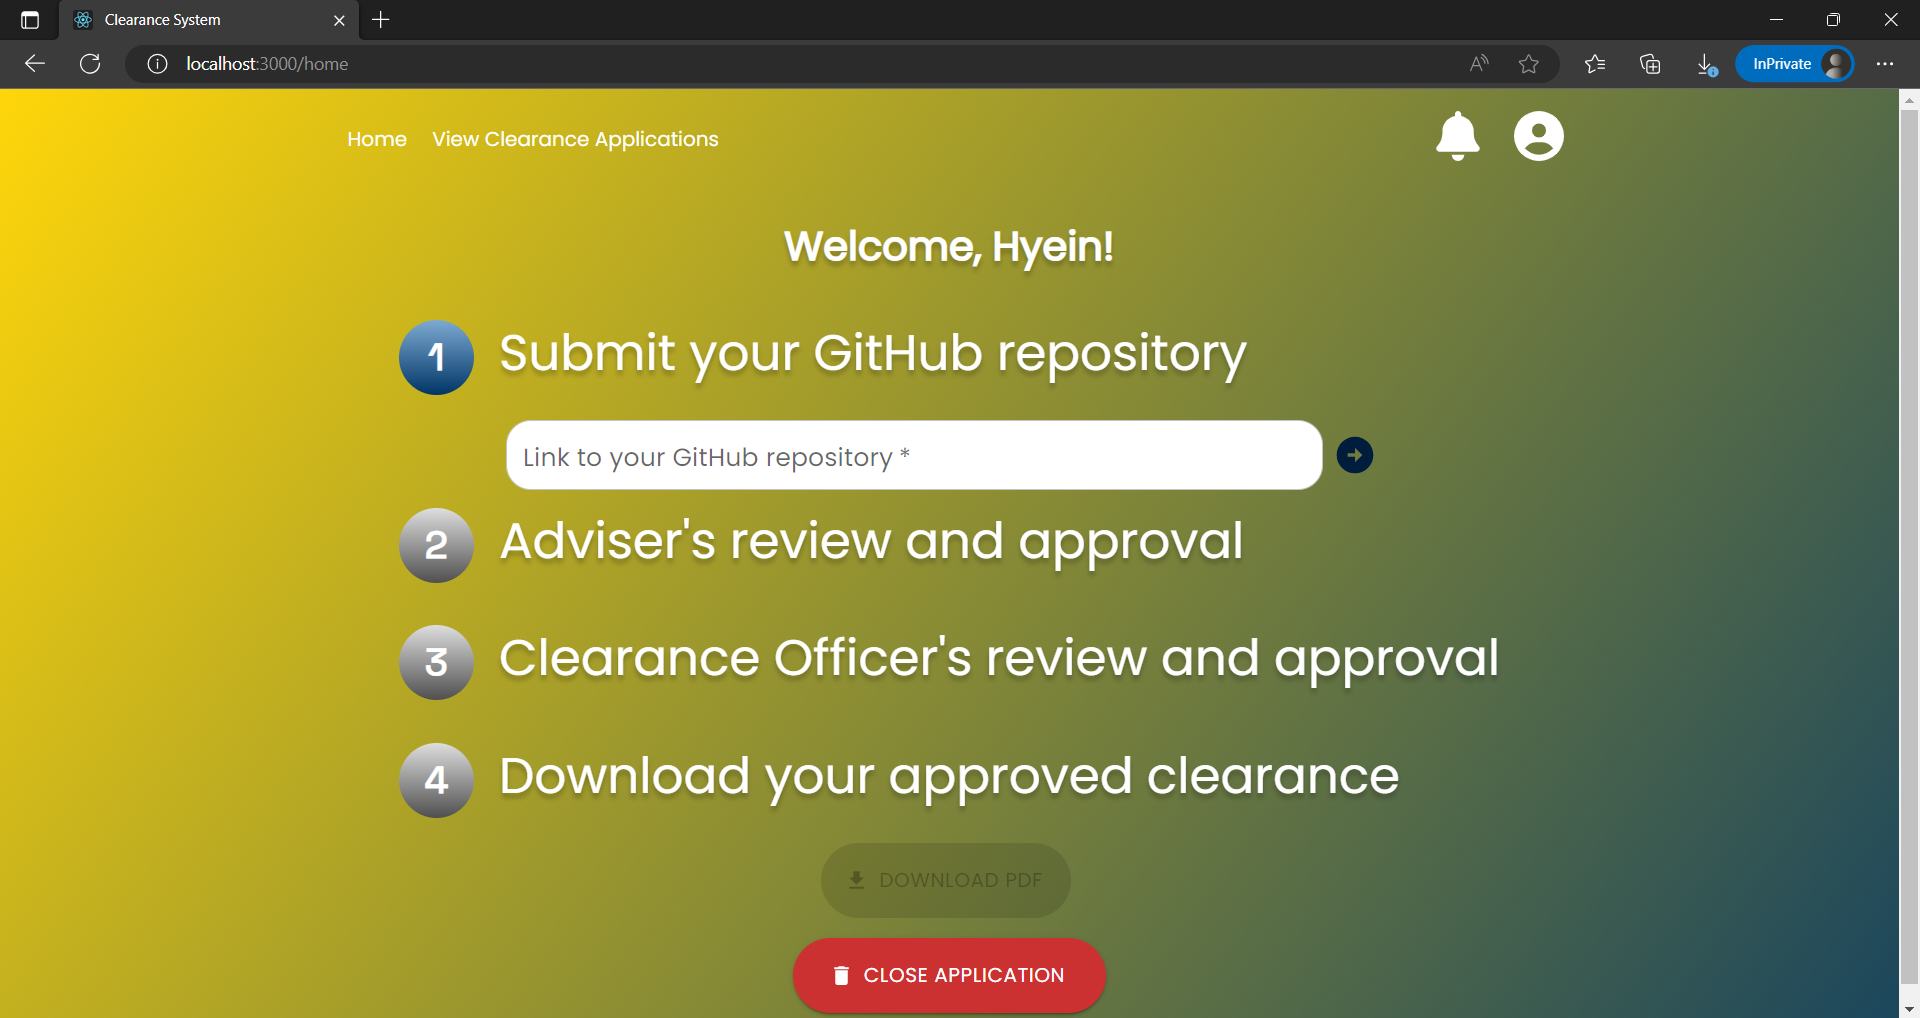 Clearance System
localhost:3000/home
InPrivate
Home View Clearance Applications
Welcome, Hyein!
1 Submit your GitHub repository
Link to your GitHub repository *
2 Adviser's review and approval
3 Clearance Officer's review and approval
4 Download your approved clearance
DOWNLOAD PDF
CLOSE APPLICATION